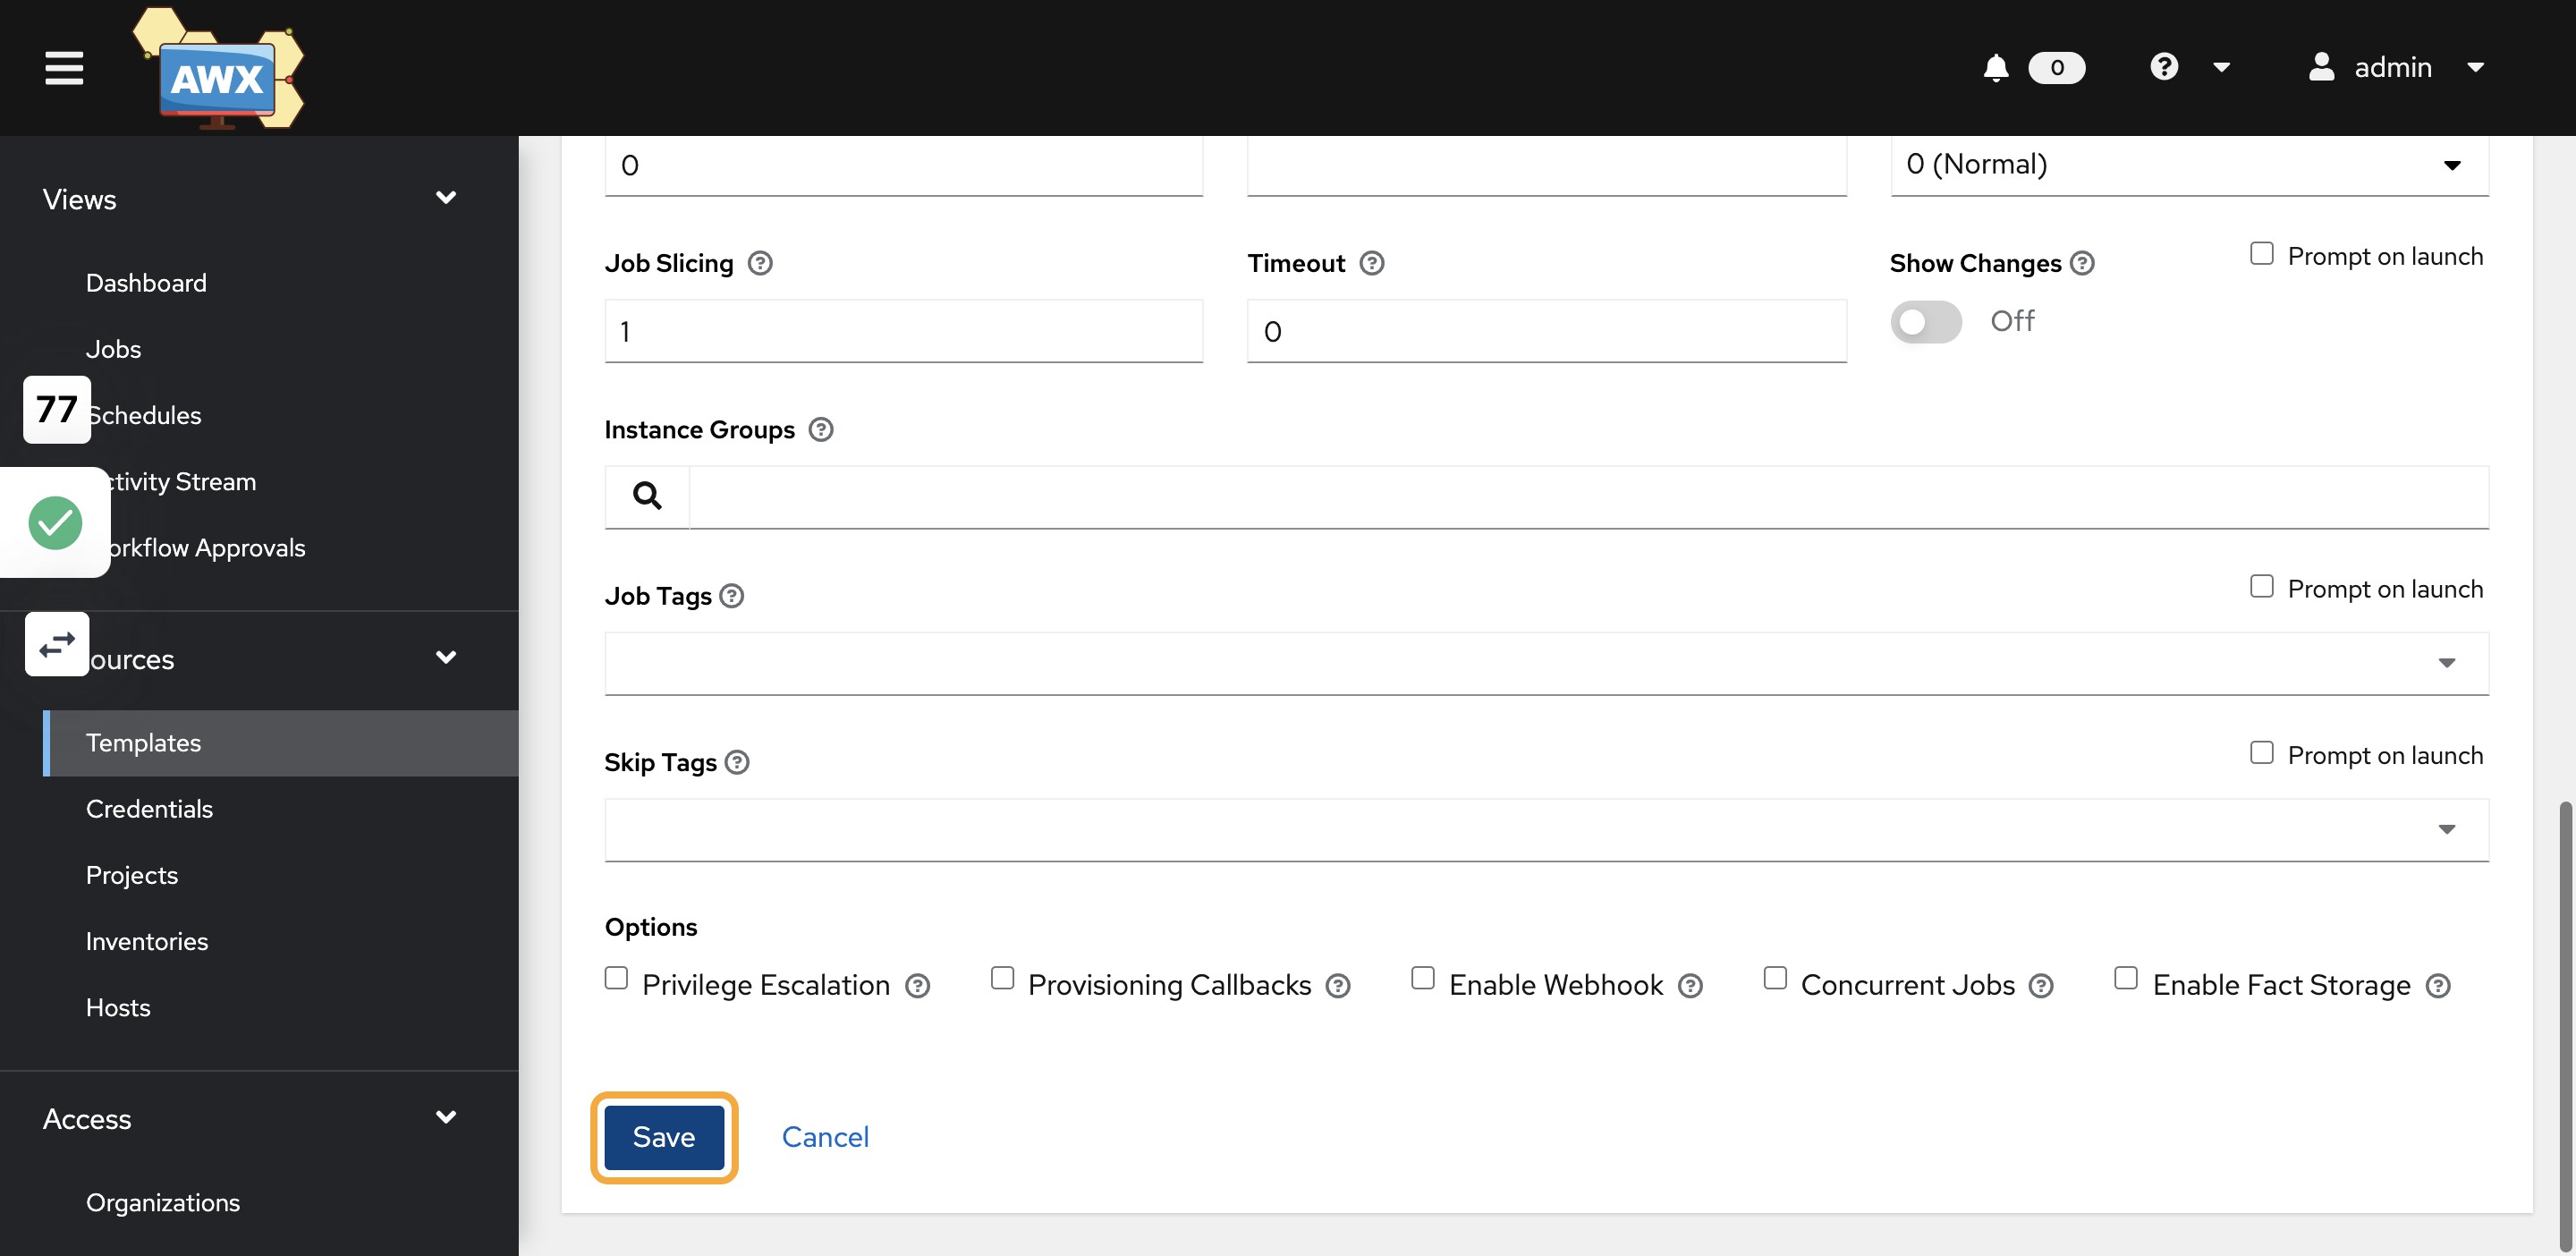 AWX
0
admin
Views
Dashboard
Jobs
77
Schedules
ctivity Stream
orkflow Approvals
ources
Templates
Credentials
Projects
Inventories
Hosts
Access
Organizations
0
0 (Normal)
Job Slicing
Timeout
Show Changes
Prompt on launch
1
0
Off
Instance Groups
Job Tags
Prompt on launch
Skip Tags
Prompt on launch
Options
Privilege Escalation
Provisioning Callbacks
Enable Webhook
Concurrent Jobs
Enable Fact Storage
Save
Cancel